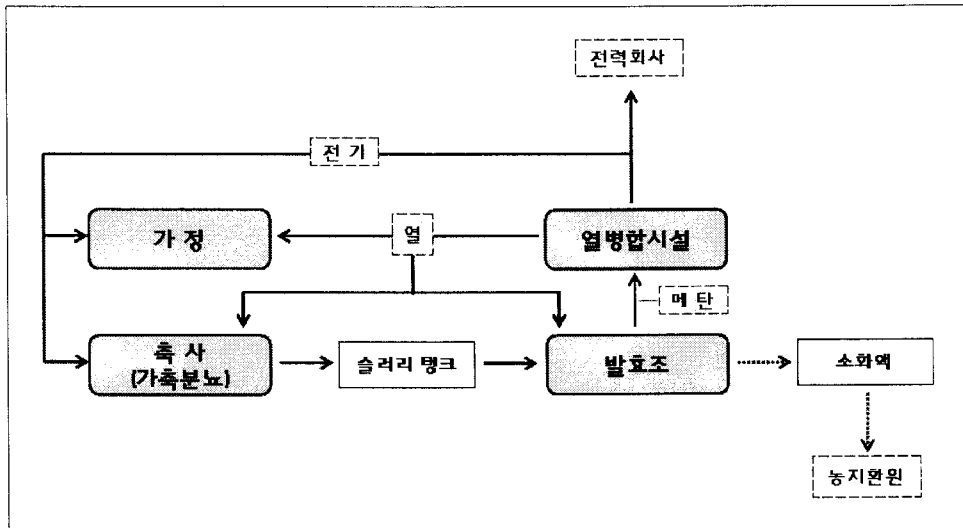 전력회사
전 기
가 정
열
열병합시설
메 탄
축 사
(가축분뇨)
슬러리 탱크
발효조
소화액
농지환원